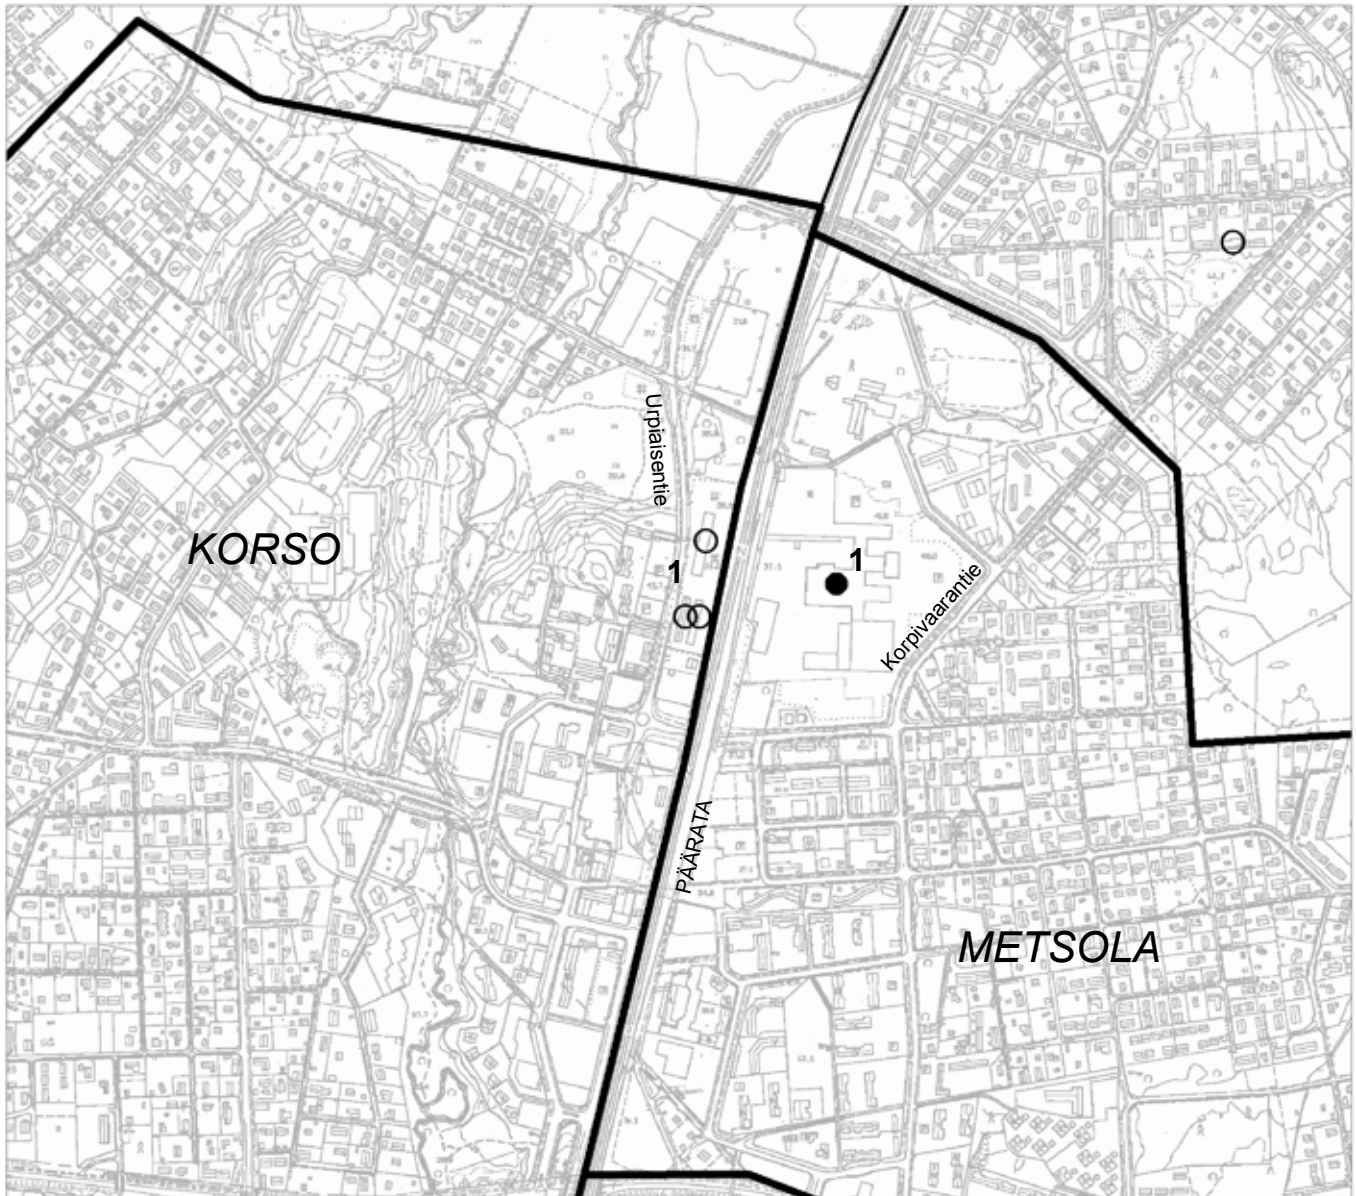 Urpiaisentie
KORSO
1
1
Korpivaarantie
PÄÄRATA
METSOLA